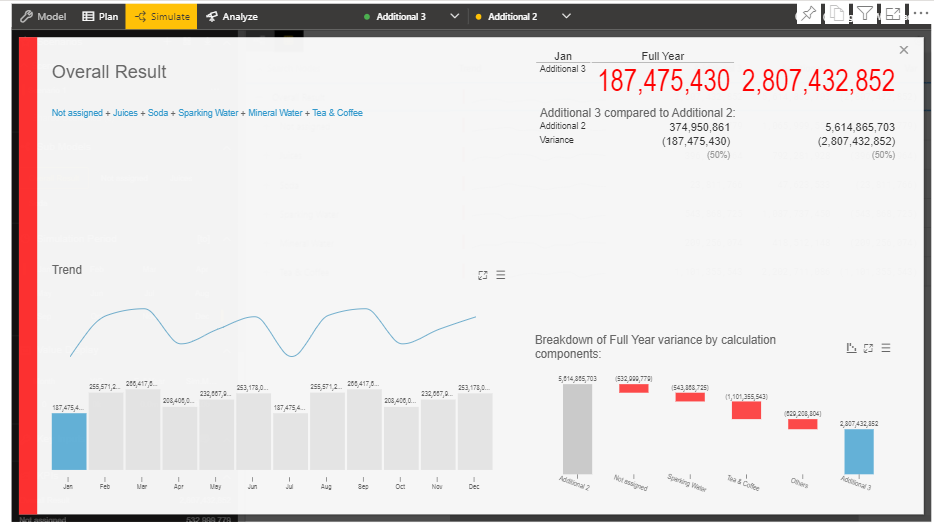 Model Plan Simulate Analyze Additional 3 Additional 2
Overall Result
Not assigned + Juices + Soda + Sparking Water + Mineral Water + Tea & Coffee
Jan Full Year
Additional 3 187,475,430 2,807,432,852
Additional 3 compared to Additional 2:
Additional 2 374,950,861 5,614,865,703
Variance (187,475,430) (2,807,432,852)
(50%) (50%)
Trend
187,475,4... 255,571,2... 266,417,6... 208,406,0... 232,667,9... 253,178,0... 187,475,4... 255,571,2... 266,417,6... 208,406,0... 232,667,9... 253,178,0...
Jan Feb Mar Apr May Jun Jul Aug Sep Oct Nov Dec
Breakdown of Full Year variance by calculation
components:
5,614,865,703 (532,999,779) (543,868,725) (1,101,355,543) (629,208,804) 2,807,432,852
Additional 2 Not assigned Sparking Water Tea & Coffee Others Additional 3
Not assigned 532,999,779